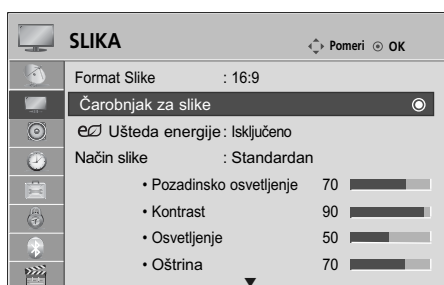 SLIKA Pomeri OK
Format Slike : 16:9
Čarobnjak za slike
Ušteda energije : Isključeno
Način slike : Standardan
• Pozadinsko osvetljenje 70
• Kontrast 90
• Osvetljenje 50
• Oštrina 70